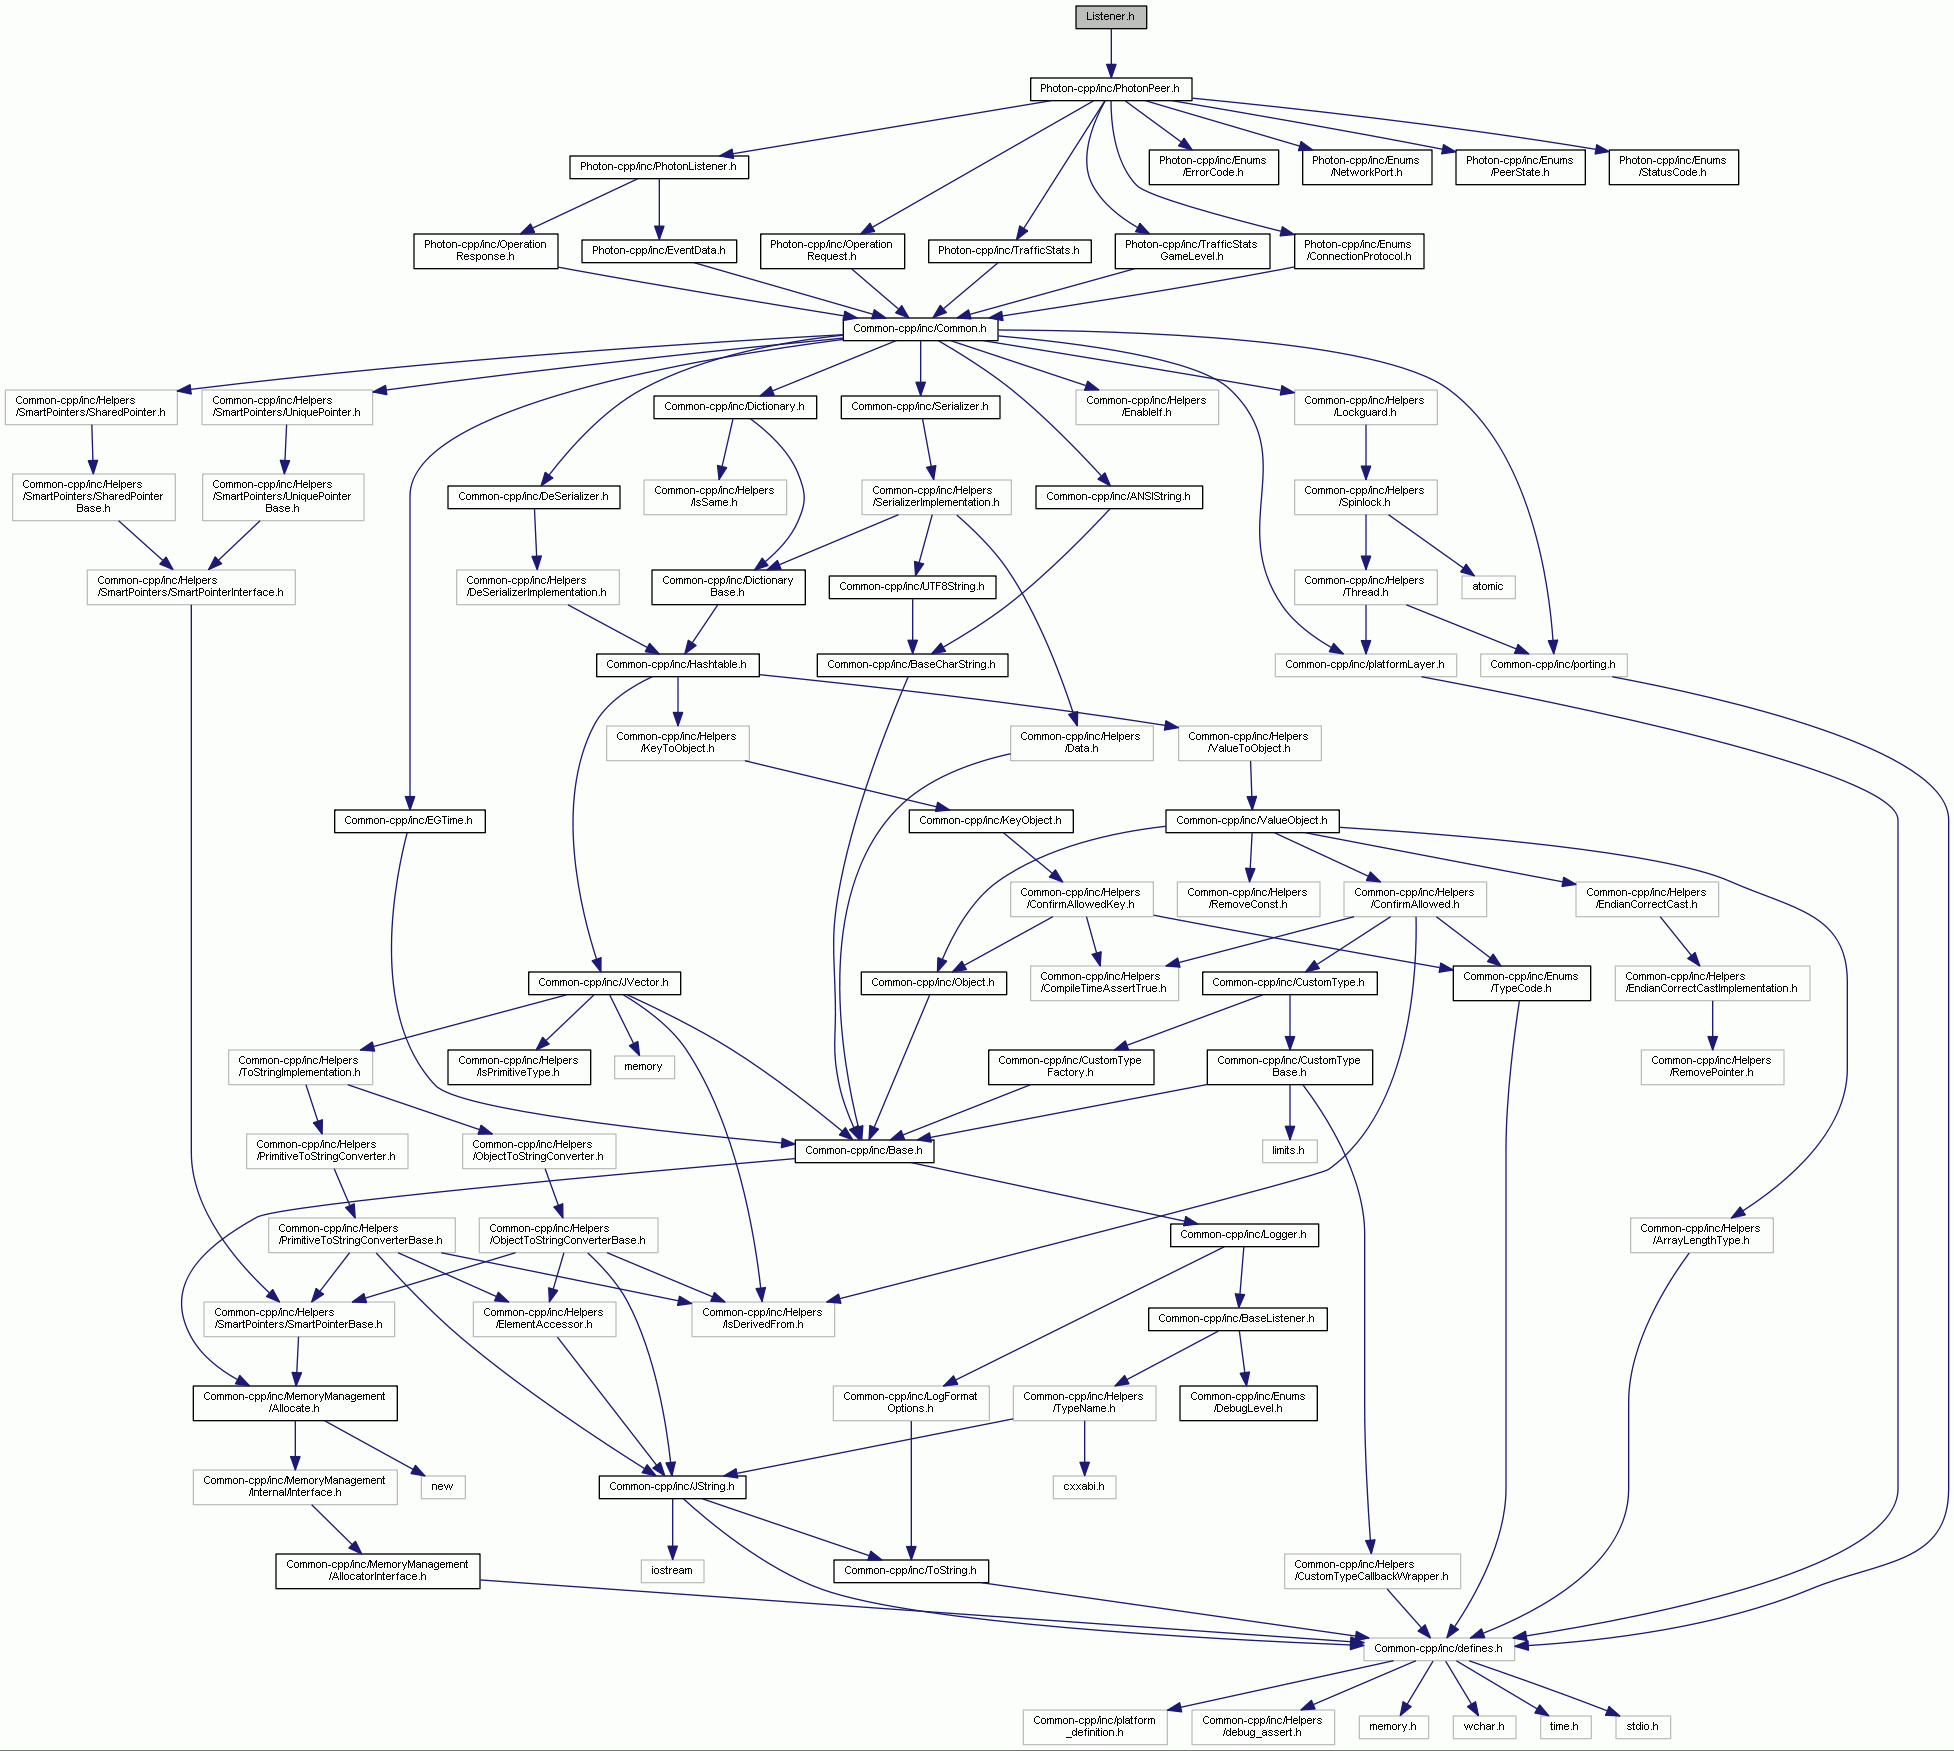 Listener.h
Photon-cpp/inc/PhotonPeer.h
Photon-cpp/inc/PhotonListener.h
Photon-cpp/inc/Enums
/ErrorCode.h
Photon-cpp/inc/Enums
/NetworkPort.h
Photon-cpp/inc/Enums
/PeerState.h
Photon-cpp/inc/Enums
/StatusCode.h
Photon-cpp/inc/Operation
Response.h
Photon-cpp/inc/EventData.h
Photon-cpp/inc/Operation
Request.h
Photon-cpp/inc/TrafficStats.h
Photon-cpp/inc/TrafficStats
GameLevel.h
Photon-cpp/inc/Enums
/ConnectionProtocol.h
Common-cpp/inc/Common.h
Common-cpp/inc/Helpers
/SmartPointers/SharedPointer.h
Common-cpp/inc/Helpers
/SmartPointers/UniquePointer.h
Common-cpp/inc/Dictionary.h
Common-cpp/inc/Serializer.h
Common-cpp/inc/Helpers
/EnableIf.h
Common-cpp/inc/Helpers
/Lockguard.h
Common-cpp/inc/Helpers
/SmartPointers/SharedPointer
Base.h
Common-cpp/inc/Helpers
/SmartPointers/UniquePointer
Base.h
Common-cpp/inc/DeSerializer.h
Common-cpp/inc/Helpers
/IsSame.h
Common-cpp/inc/Helpers
/SerializerImplementation.h
Common-cpp/inc/ANSIString.h
Common-cpp/inc/Helpers
/Spinlock.h
Common-cpp/inc/Helpers
/SmartPointers/SmartPointerInterface.h
Common-cpp/inc/Helpers
/DeSerializerImplementation.h
Common-cpp/inc/Dictionary
Base.h
Common-cpp/inc/UTF8String.h
Common-cpp/inc/Helpers
/Thread.h
atomic
Common-cpp/inc/Hashtable.h
Common-cpp/inc/BaseCharString.h
Common-cpp/inc/platformLayer.h
Common-cpp/inc/porting.h
Common-cpp/inc/Helpers
/KeyToObject.h
Common-cpp/inc/Helpers
/Data.h
Common-cpp/inc/Helpers
/ValueToObject.h
Common-cpp/inc/EGTime.h
Common-cpp/inc/KeyObject.h
Common-cpp/inc/ValueObject.h
Common-cpp/inc/Helpers
/ConfirmAllowedKey.h
Common-cpp/inc/Helpers
/RemoveConst.h
Common-cpp/inc/Helpers
/ConfirmAllowed.h
Common-cpp/inc/Helpers
/EndianCorrectCast.h
Common-cpp/inc/JVector.h
Common-cpp/inc/Object.h
Common-cpp/inc/Helpers
/CompileTimeAssertTrue.h
Common-cpp/inc/CustomType.h
Common-cpp/inc/Enums
/TypeCode.h
Common-cpp/inc/Helpers
/EndianCorrectCastImplementation.h
Common-cpp/inc/Helpers
/ToStringImplementation.h
Common-cpp/inc/Helpers
/IsPrimitiveType.h
memory
Common-cpp/inc/CustomType
Factory.h
Common-cpp/inc/CustomType
Base.h
Common-cpp/inc/Helpers
/RemovePointer.h
Common-cpp/inc/Helpers
/PrimitiveToStringConverter.h
Common-cpp/inc/Helpers
/ObjectToStringConverter.h
Common-cpp/inc/Base.h
limits.h
Common-cpp/inc/Helpers
/PrimitiveToStringConverterBase.h
Common-cpp/inc/Helpers
/ObjectToStringConverterBase.h
Common-cpp/inc/Logger.h
Common-cpp/inc/Helpers
/ArrayLengthType.h
Common-cpp/inc/Helpers
/SmartPointers/SmartPointerBase.h
Common-cpp/inc/Helpers
/ElementAccessor.h
Common-cpp/inc/Helpers
/IsDerivedFrom.h
Common-cpp/inc/BaseListener.h
Common-cpp/inc/MemoryManagement
/Allocate.h
Common-cpp/inc/LogFormat
Options.h
Common-cpp/inc/Helpers
/TypeName.h
Common-cpp/inc/Enums
/DebugLevel.h
Common-cpp/inc/MemoryManagement
/Internal/Interface.h
new
Common-cpp/inc/JString.h
cxxabi.h
Common-cpp/inc/MemoryManagement
/AllocatorInterface.h
iostream
Common-cpp/inc/ToString.h
Common-cpp/inc/Helpers
/CustomTypeCallbackWrapper.h
Common-cpp/inc/defines.h
Common-cpp/inc/platform
_definition.h
Common-cpp/inc/Helpers
/debug_assert.h
memory.h
wchar.h
time.h
stdio.h